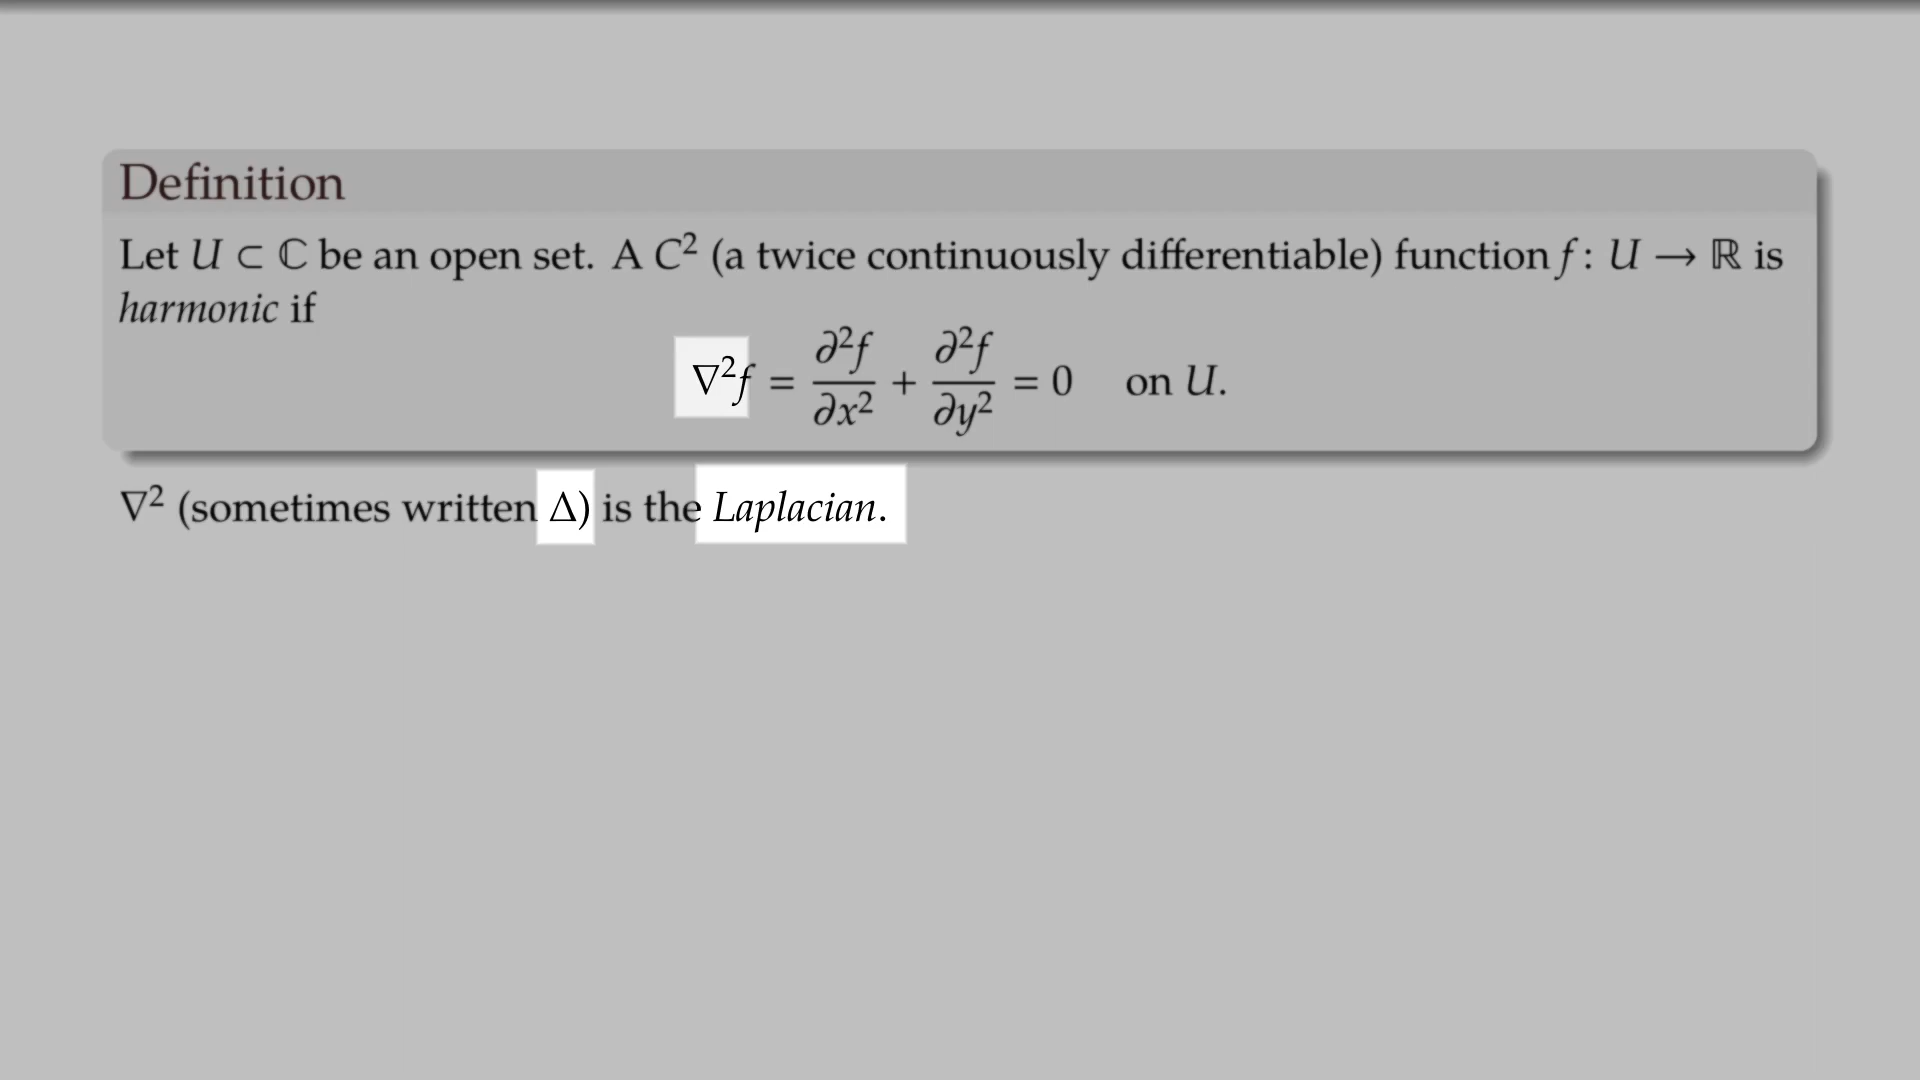 Definition
Let U ⊂ ℂ be an open set. A C² (a twice continuously differentiable) function f: U → ℝ is
harmonic if
∇²f = ∂²f/∂x² + ∂²f/∂y² = 0 on U.
∇² (sometimes written Δ) is the Laplacian.